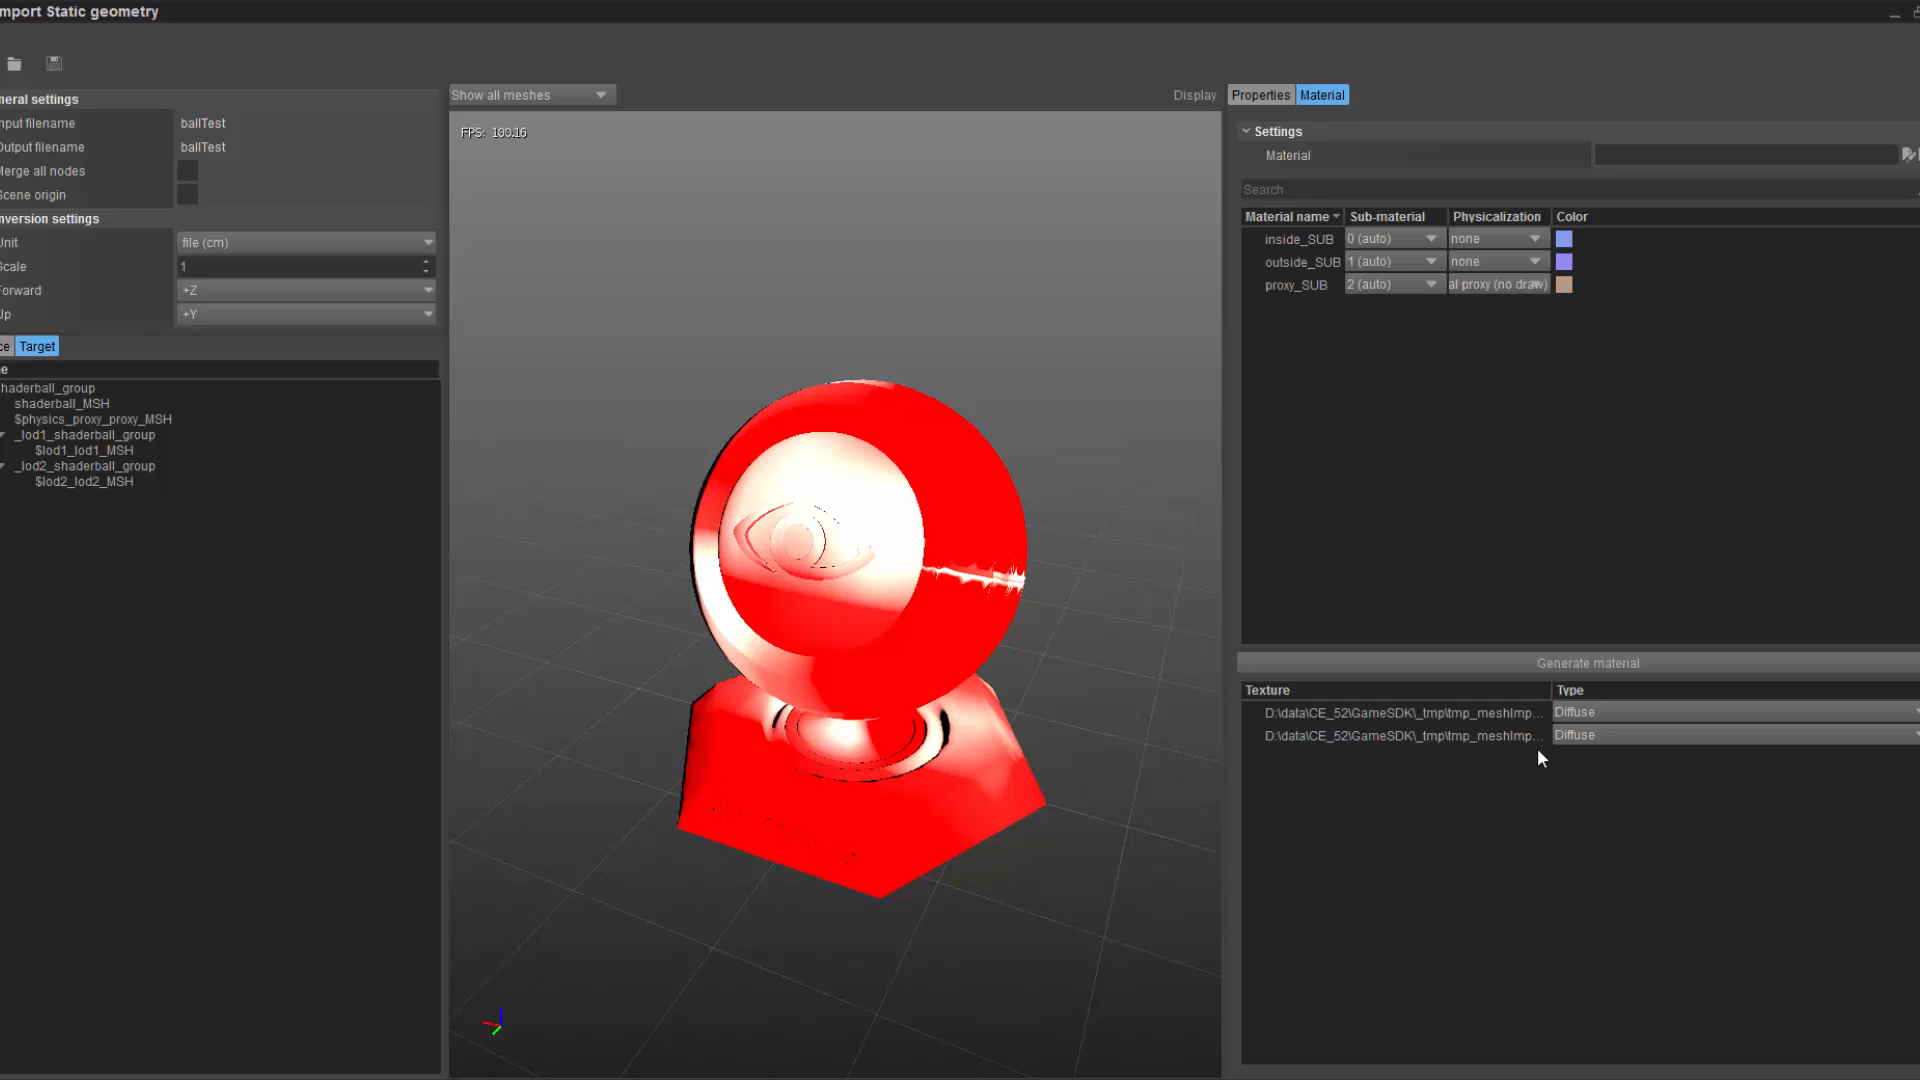 mport Static geometry
neral settings
nput filename ballTest
Output filename ballTest
Merge all nodes
Scene origin
nversion settings
Unit file (cm)
Scale 1
Forward +Z
Up +Y
ce Target
e
haderball_group
shaderball_MSH
$physics_proxy_proxy_MSH
_lod1_shaderball_group
$lod1_lod1_MSH
_lod2_shaderball_group
$lod2_lod2_MSH
Show all meshes
Display
FPS: 100.16
Properties Material
Settings
Material
Search
Material name Sub-material Physicalization Color
inside_SUB 0 (auto) none
outside_SUB 1 (auto) none
proxy_SUB 2 (auto) al proxy (no draw)
Generate material
Texture Type
D:\data\CE_52\GameSDK\_tmp\tmp_meshImp... Diffuse
D:\data\CE_52\GameSDK\_tmp\tmp_meshImp... Diffuse